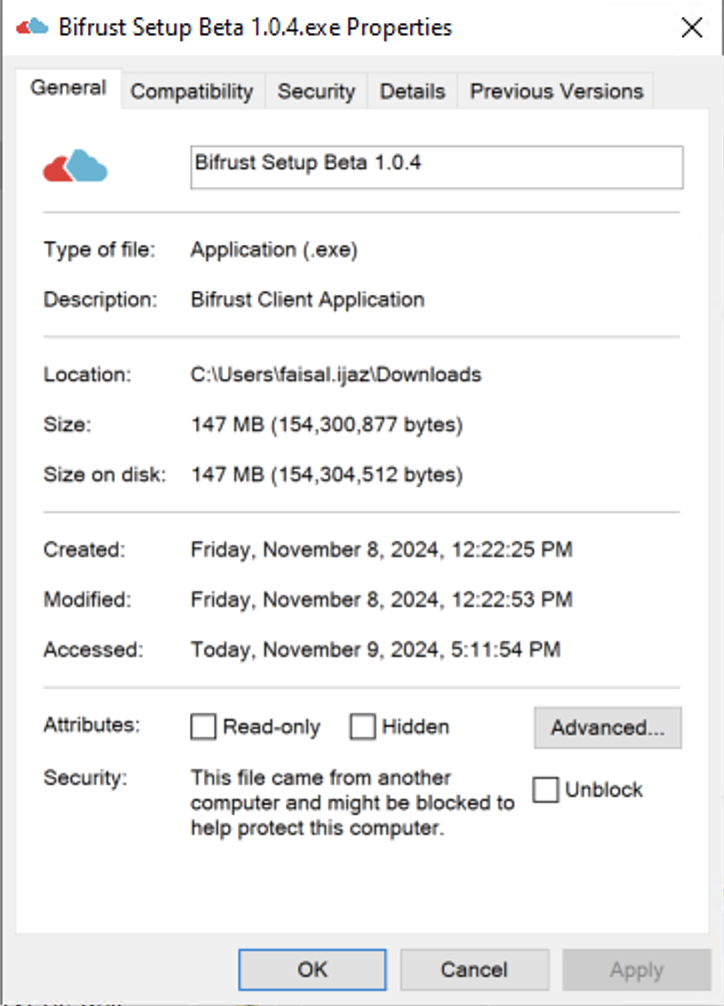 Bifrust Setup Beta 1.0.4.exe Properties
General Compatibility Security Details Previous Versions
Bifrust Setup Beta 1.0.4
Type of file: Application (.exe)
Description: Bifrust Client Application
Location: C:\Users\faisal.ijaz\Downloads
Size: 147 MB (154,300,877 bytes)
Size on disk: 147 MB (154,304,512 bytes)
Created: Friday, November 8, 2024, 12:22:25 PM
Modified: Friday, November 8, 2024, 12:22:53 PM
Accessed: Today, November 9, 2024, 5:11:54 PM
Attributes: Read-only Hidden Advanced...
Security: This file came from another
computer and might be blocked to
help protect this computer.
Unblock
OK Cancel Apply